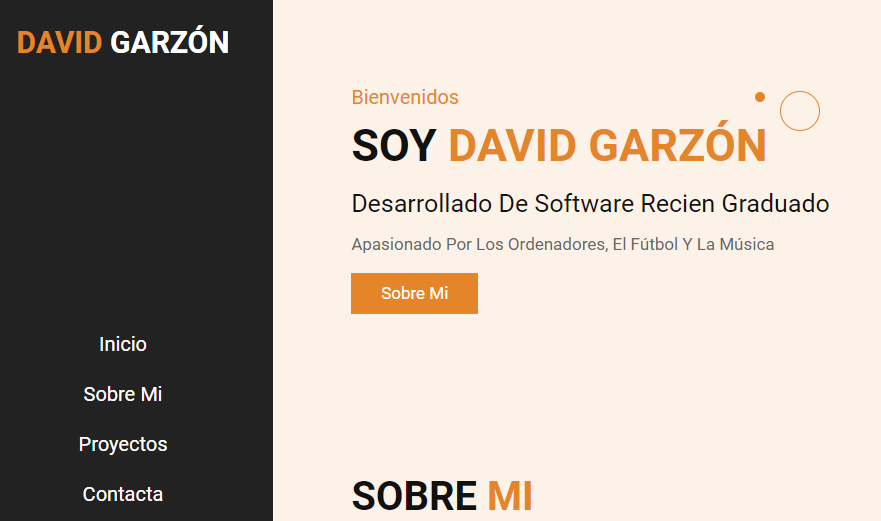 DAVID GARZÓN
Inicio
Sobre Mi
Proyectos
Contacta
Bienvenidos
SOY DAVID GARZÓN
Desarrollado De Software Recien Graduado
Apasionado Por Los Ordenadores, El Fútbol Y La Música
Sobre Mi
SOBRE MI